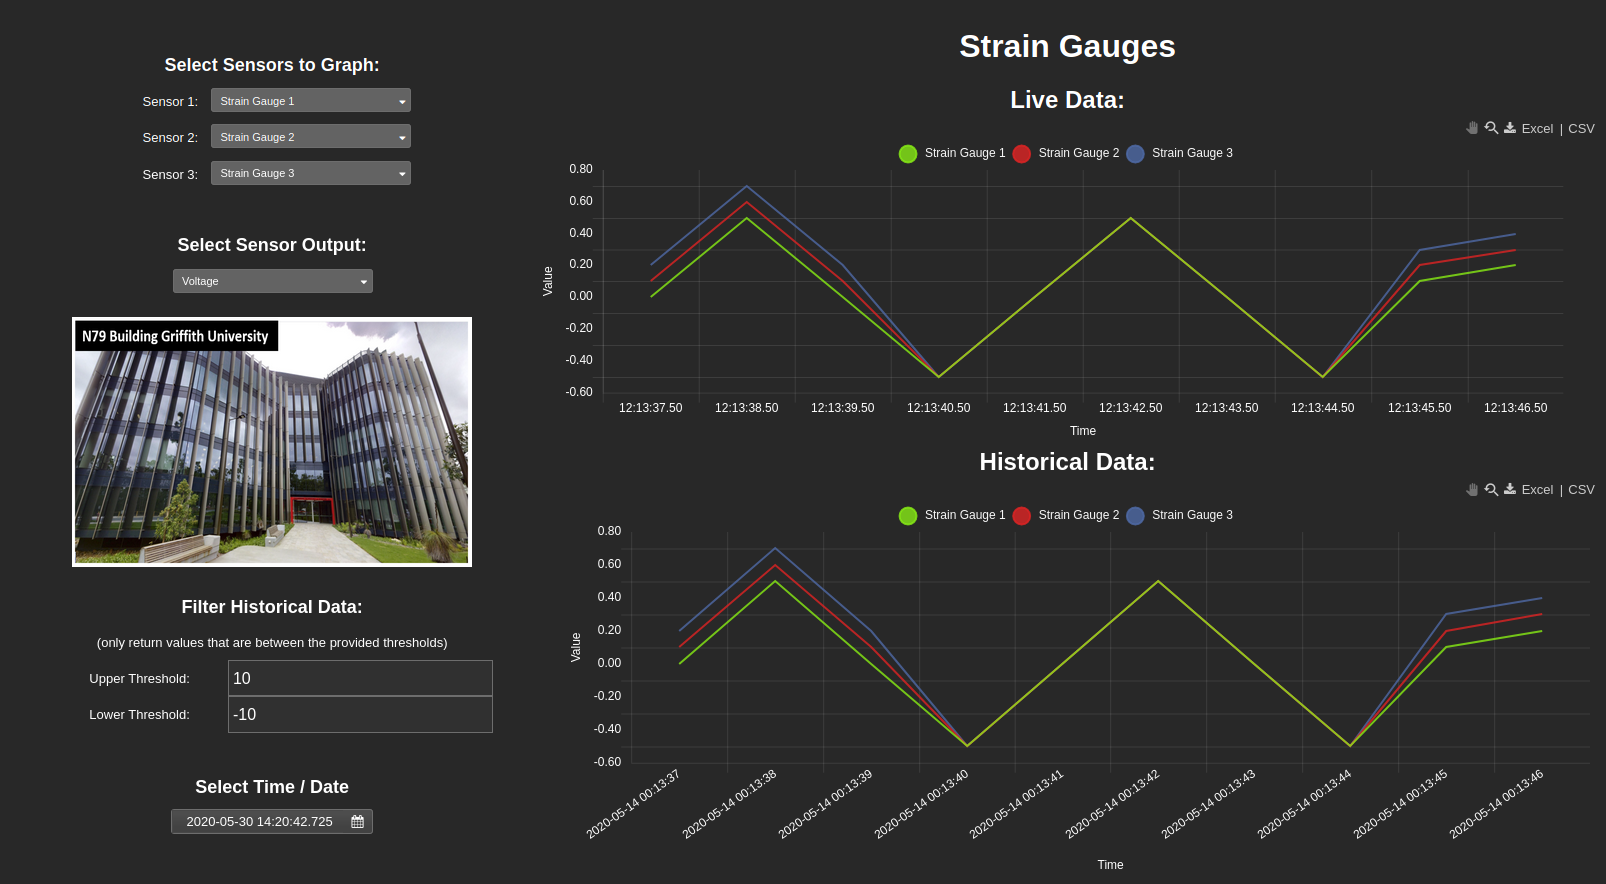 Select Sensors to Graph:
Sensor 1: Strain Gauge 1
Sensor 2: Strain Gauge 2
Sensor 3: Strain Gauge 3
Select Sensor Output:
Voltage
N79 Building Griffith University
Filter Historical Data:
(only return values that are between the provided thresholds)
Upper Threshold: 10
Lower Threshold: -10
Select Time / Date
2020-05-30 14:20:42.725
Strain Gauges
Live Data:
Excel | CSV
Strain Gauge 1 Strain Gauge 2 Strain Gauge 3
0.80
0.60
0.40
0.20
0.00
-0.20
-0.40
-0.60
Value
12:13:37.50 12:13:38.50 12:13:39.50 12:13:40.50 12:13:41.50 12:13:42.50 12:13:43.50 12:13:44.50 12:13:45.50 12:13:46.50
Time
Historical Data:
Excel | CSV
Strain Gauge 1 Strain Gauge 2 Strain Gauge 3
0.80
0.60
0.40
0.20
0.00
-0.20
-0.40
-0.60
Value
2020-05-14 00:13:37
2020-05-14 00:13:38
2020-05-14 00:13:39
2020-05-14 00:13:40
2020-05-14 00:13:41
2020-05-14 00:13:42
2020-05-14 00:13:43
2020-05-14 00:13:44
2020-05-14 00:13:45
2020-05-14 00:13:46
Time